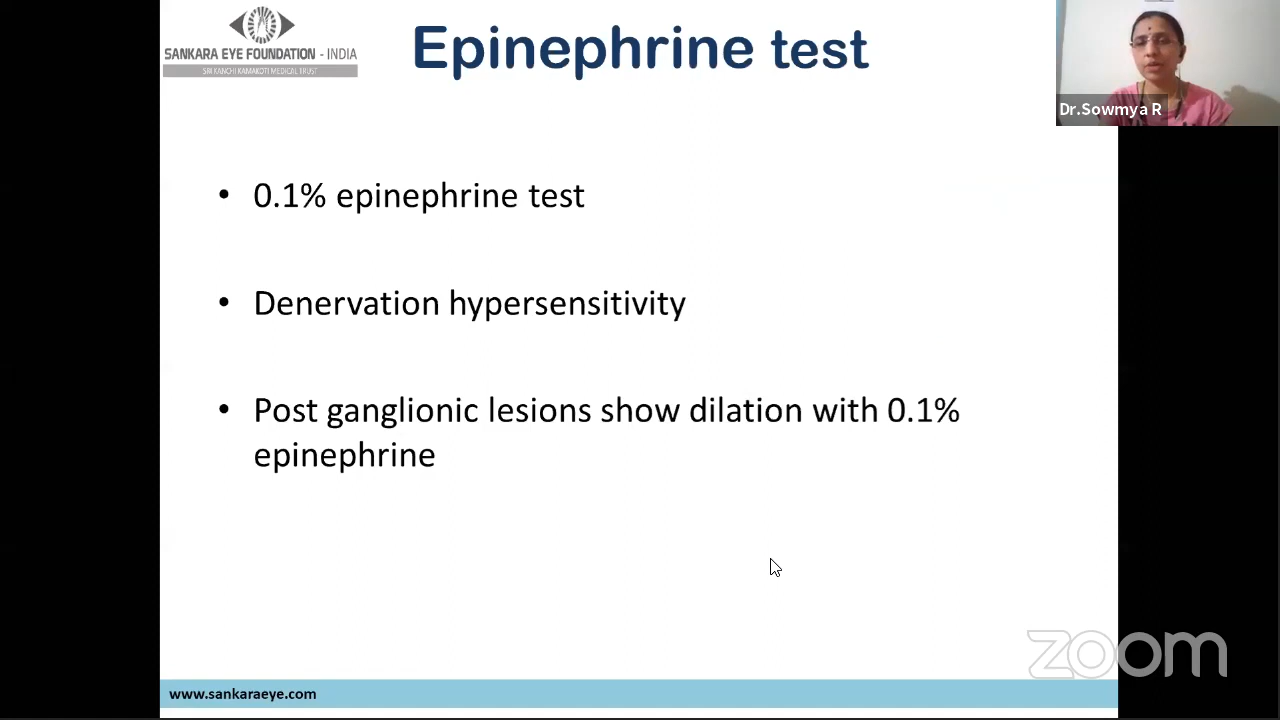 SANKARA EYE FOUNDATION - INDIA
SRI KANCHI KAMAKOTI MEDICAL TRUST
Epinephrine test
Dr.Sowmya R
• 0.1% epinephrine test
• Denervation hypersensitivity
• Post ganglionic lesions show dilation with 0.1%
epinephrine
zoom
www.sankaraeye.com